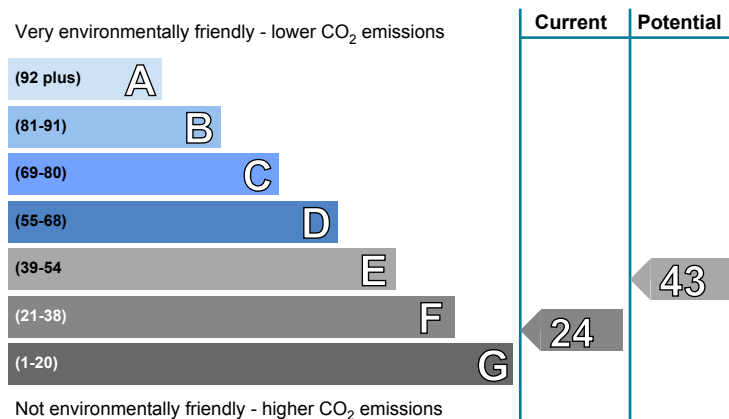 Very environmentally friendly - lower CO2 emissions
Current
Potential
(92 plus) A
(81-91) B
(69-80) C
(55-68) D
(39-54 E
(21-38) F
(1-20) G
24
43
Not environmentally friendly - higher CO2 emissions